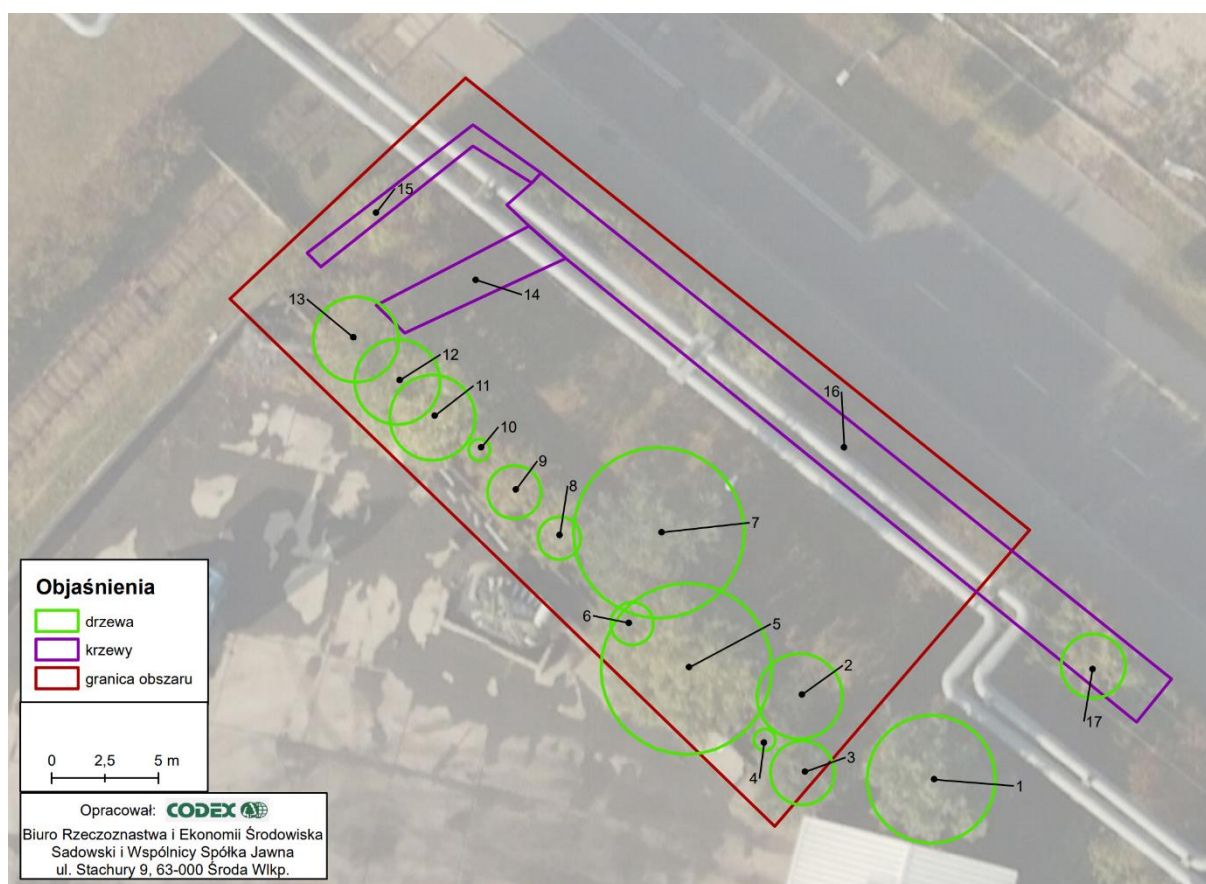 15
14
13
12
11
10
9
8
7
16
6
5
2
17
4
3
1
Objaśnienia
drzewa
krzewy
granica obszaru
0 2,5 5 m
Opracował: CODEX
Biuro Rzeczoznastwa i Ekonomii Środowiska
Sadowski i Wspólnicy Spółka Jawna
ul. Stachury 9, 63-000 Środa Wlkp.